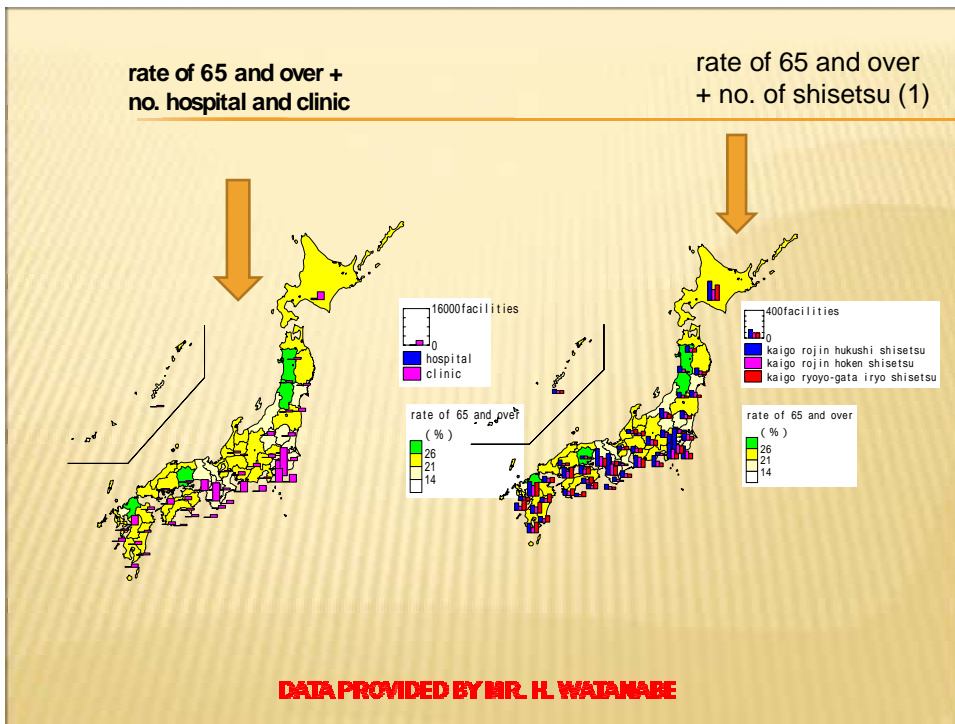 rate of 65 and over +
no. hospital and clinic
rate of 65 and over
+ no. of shisetsu (1)
16000facilities
0
hospital
clinic
rate of 65 and over
(%)
26
21
14
400facilities
0
kaigo rojin hukushi shisetsu
kaigo rojin hoken shisetsu
kaigo ryoyo-gata iryo shisetsu
rate of 65 and over
(%)
26
21
14
DATA PROVIDED BY MR. H. WATANABE